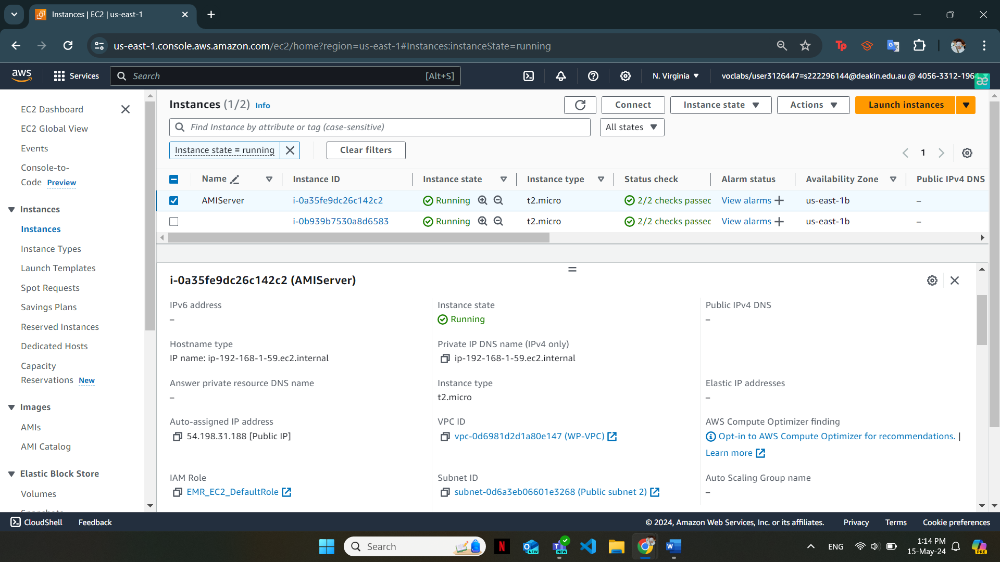 Instances | EC2 | us-east-1
us-east-1.console.aws.amazon.com/ec2/home?region=us-east-1#Instances:instanceState=running
aws
Services
Search
[Alt+S]
N. Virginia
voclabs/user3126447=s222296144@deakin.edu.au @ 4056-3312-1964
EC2 Dashboard
EC2 Global View
Events
Console-to-
Code Preview
Instances
Instances
Instance Types
Launch Templates
Spot Requests
Savings Plans
Reserved Instances
Dedicated Hosts
Capacity
Reservations New
Images
AMIs
AMI Catalog
Elastic Block Store
Volumes
Snapshots
Instances (1/2) Info
Connect
Instance state
Actions
Launch instances
Find Instance by attribute or tag (case-sensitive)
All states
Instance state = running
Clear filters
1
Name Instance ID Instance state Instance type Status check Alarm status Availability Zone Public IPv4 DNS
AMIServer i-0a35fe9dc26c142c2 Running t2.micro 2/2 checks passec View alarms us-east-1b –
i-0b939b7530a8d6583 Running t2.micro 2/2 checks passec View alarms us-east-1b –
i-0a35fe9dc26c142c2 (AMIServer)
IPv6 address
–
Instance state
Running
Public IPv4 DNS
–
Hostname type
IP name: ip-192-168-1-59.ec2.internal
Private IP DNS name (IPv4 only)
ip-192-168-1-59.ec2.internal
Answer private resource DNS name
–
Instance type
t2.micro
Elastic IP addresses
–
Auto-assigned IP address
54.198.31.188 [Public IP]
VPC ID
vpc-0d6981d2d1a80e147 (WP-VPC)
AWS Compute Optimizer finding
Opt-in to AWS Compute Optimizer for recommendations. |
Learn more
IAM Role
EMR_EC2_DefaultRole
Subnet ID
subnet-0d6a3eb06601e3268 (Public subnet 2)
Auto Scaling Group name
–
CloudShell
Feedback
© 2024, Amazon Web Services, Inc. or its affiliates.
Privacy
Terms
Cookie preferences
Search
ENG
1:14 PM
15-May-24